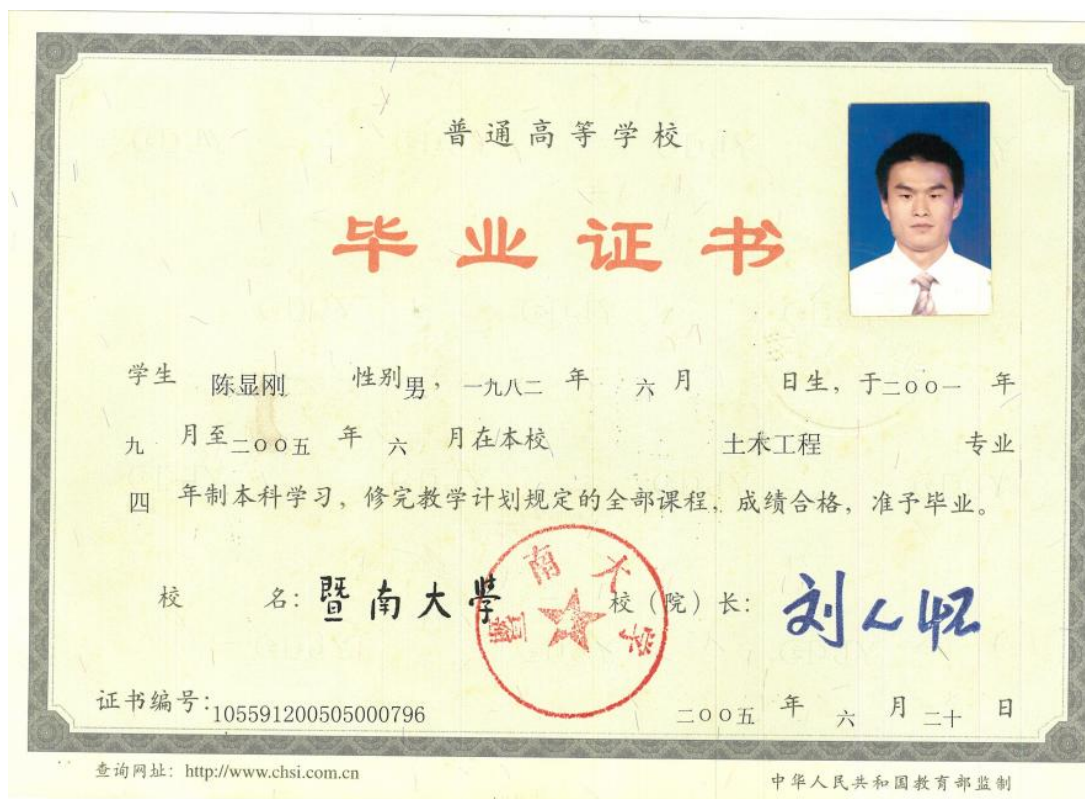 普通高等学校
毕业证书
学生 陈显刚 性别 男 ， 一九八二 年 六 月 日生，于 二○○一 年
九 月至 二○○五 年 六 月在本校 土木工程 专业
四 年制本科学习，修完教学计划规定的全部课程，成绩合格，准予毕业。
校 名：暨南大學 校（院）长：刘人怀
暨南大学
证书编号：105591200505000796 二○○五 年 六 月 二十 日
查询网址：http://www.chsi.com.cn 中华人民共和国教育部监制